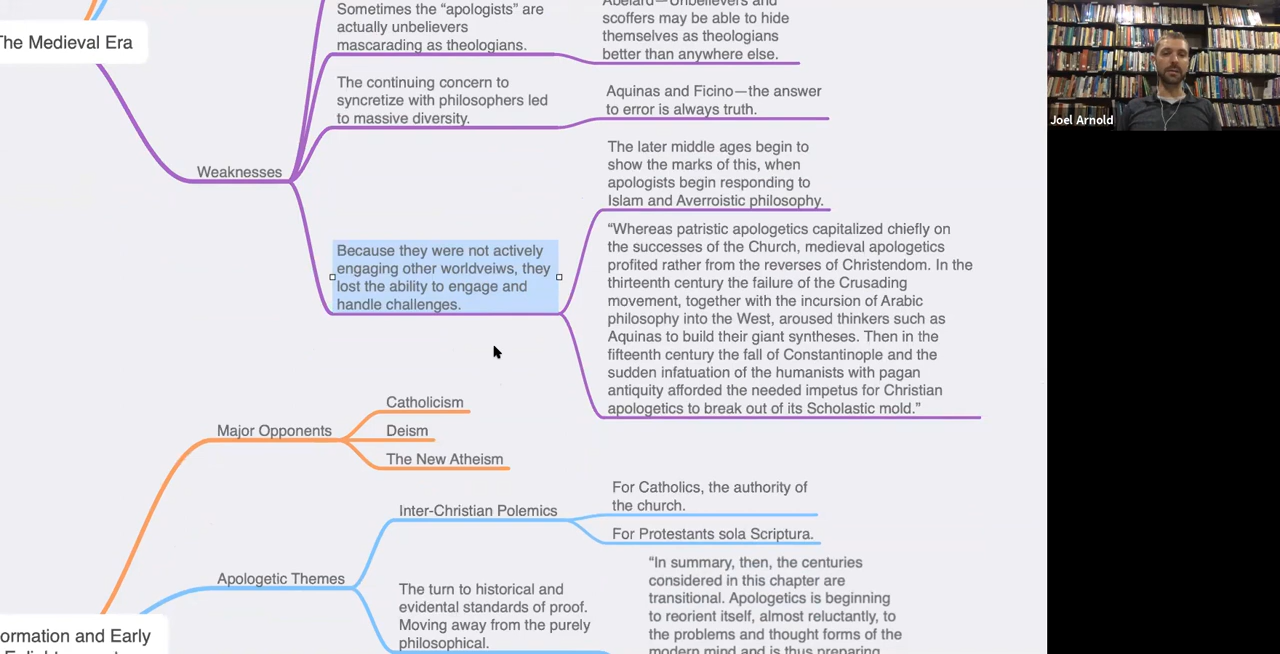 The Medieval Era
Sometimes the “apologists” are
actually unbelievers
mascarading as theologians.
Abelard—Unbelievers and
scoffers may be able to hide
themselves as theologians
better than anywhere else.
The continuing concern to
syncretize with philosophers led
to massive diversity.
Aquinas and Ficino—the answer
to error is always truth.
Weaknesses
The later middle ages begin to
show the marks of this, when
apologists begin responding to
Islam and Averroistic philosophy.
Because they were not actively
engaging other worldveiws, they
lost the ability to engage and
handle challenges.
“Whereas patristic apologetics capitalized chiefly on
the successes of the Church, medieval apologetics
profited rather from the reverses of Christendom. In the
thirteenth century the failure of the Crusading
movement, together with the incursion of Arabic
philosophy into the West, aroused thinkers such as
Aquinas to build their giant syntheses. Then in the
fifteenth century the fall of Constantinople and the
sudden infatuation of the humanists with pagan
antiquity afforded the needed impetus for Christian
apologetics to break out of its Scholastic mold.”
Major Opponents
Catholicism
Deism
The New Atheism
Apologetic Themes
Inter-Christian Polemics
For Catholics, the authority of
the church.
For Protestants sola Scriptura.
The turn to historical and
evidental standards of proof.
Moving away from the purely
philosophical.
“In summary, then, the centuries
considered in this chapter are
transitional. Apologetics is beginning
to reorient itself, almost reluctantly, to
the problems and thought forms of the
modern mind and is thus preparing
ormation and Early
Joel Arnold